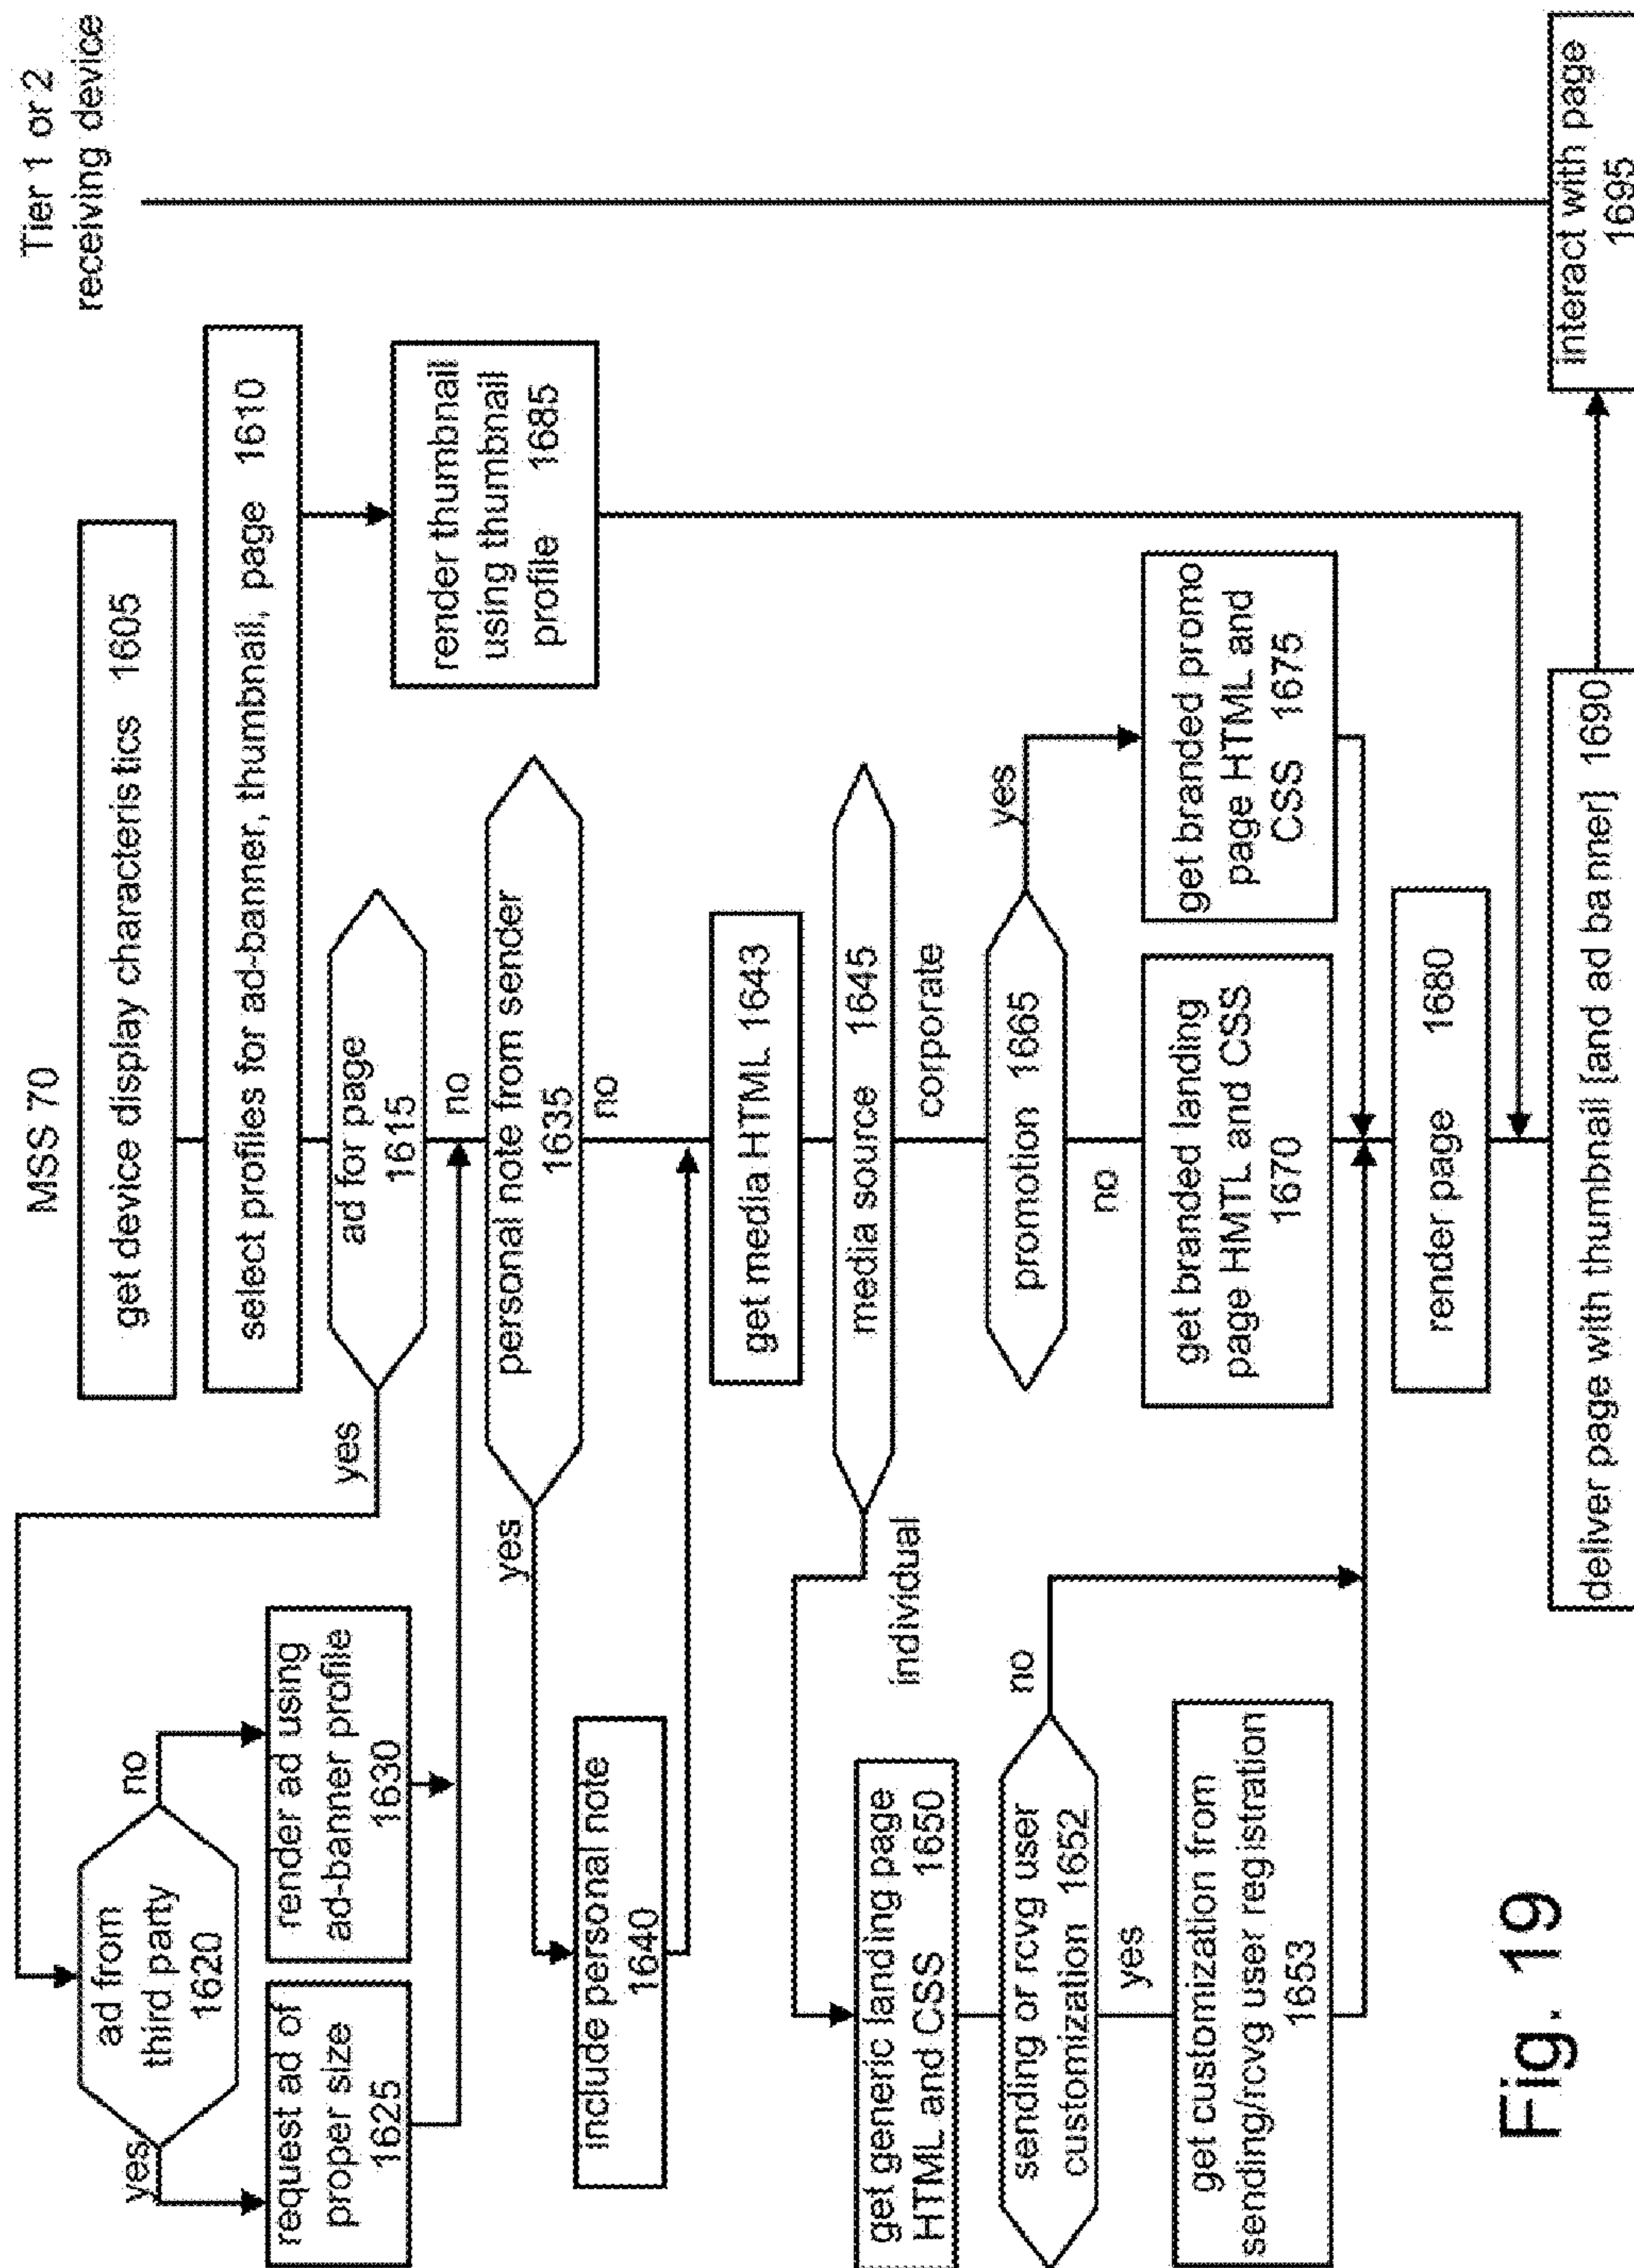 MSS 70
Tier 1 or 2
receiving device
get device display characteristics 1605
select profiles for ad-banner, thumbnail, page 1610
ad for page
1615
yes
no
ad from
third party
1620
yes
no
request ad of
proper size
1625
render ad using
ad-banner profile
1630
render thumbnail
using thumbnail
profile 1685
personal note from sender
1635
yes
no
include personal note
1640
get media HTML 1643
media source 1645
individual
corporate
get generic landing page
HTML and CSS 1650
sending or rcvg user
customization 1652
no
yes
get customization from
sending/rcvg user registration
1653
promotion 1665
yes
no
get branded landing
page HMTL and CSS
1670
get branded promo
page HTML and
CSS 1675
render page 1680
deliver page with thumbnail [and ad banner] 1690
interact with page
1695
Fig. 19